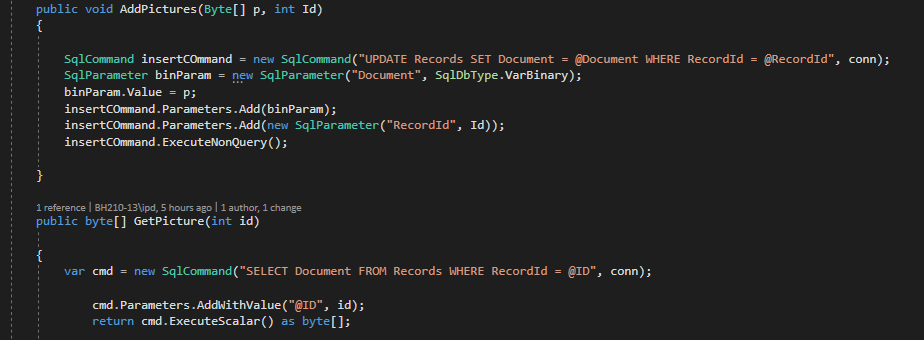 public void AddPictures(Byte[] p, int Id)
{
SqlCommand insertCOmmand = new SqlCommand("UPDATE Records SET Document = @Document WHERE RecordId = @RecordId", conn);
SqlParameter binParam = new SqlParameter("Document", SqlDbType.VarBinary);
binParam.Value = p;
insertCOmmand.Parameters.Add(binParam);
insertCOmmand.Parameters.Add(new SqlParameter("RecordId", Id));
insertCOmmand.ExecuteNonQuery();
}
1 reference | BH210-13\ipd, 5 hours ago | 1 author, 1 change
public byte[] GetPicture(int id)
{
var cmd = new SqlCommand("SELECT Document FROM Records WHERE RecordId = @ID", conn);
cmd.Parameters.AddWithValue("@ID", id);
return cmd.ExecuteScalar() as byte[];